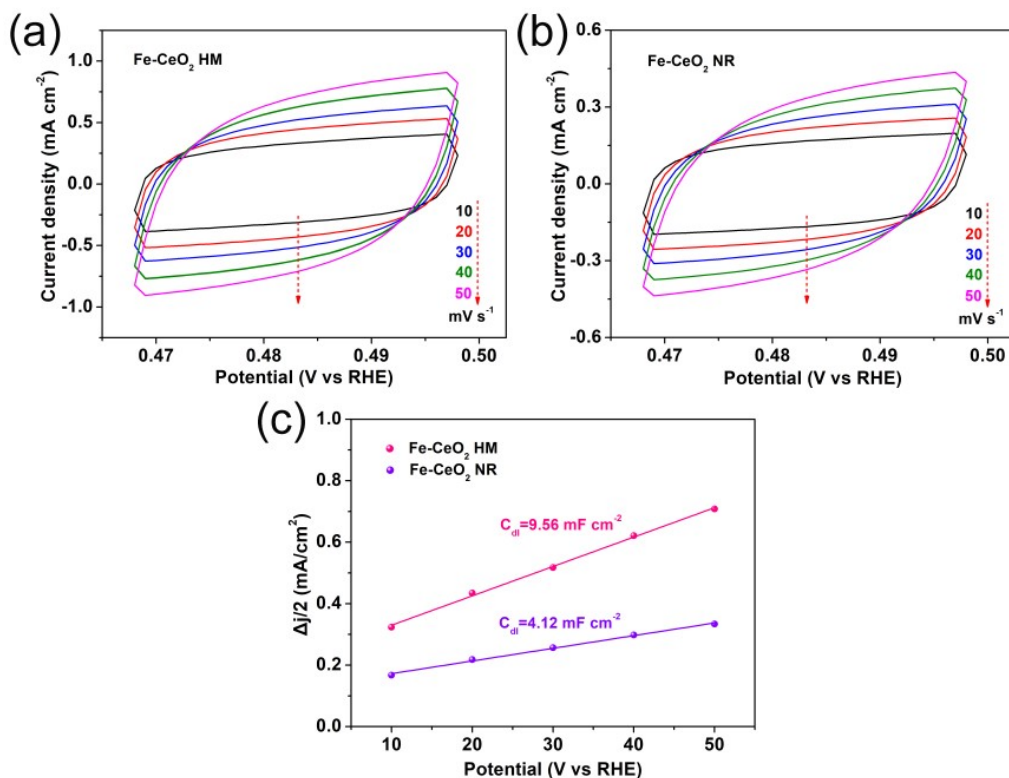 (a)
Fe-CeO₂ HM
Current density (mA cm⁻²)
1.0
0.5
0.0
-0.5
-1.0
10
20
30
40
50
mV s⁻¹
0.47
0.48
0.49
0.50
Potential (V vs RHE)
(b)
Fe-CeO₂ NR
Current density (mA cm⁻²)
0.6
0.3
0.0
-0.3
-0.6
10
20
30
40
50
mV s⁻¹
0.47
0.48
0.49
0.50
Potential (V vs RHE)
(c)
Fe-CeO₂ HM
Fe-CeO₂ NR
Δj/2 (mA/cm²)
1.0
0.8
0.6
0.4
0.2
0.0
C_dl=9.56 mF cm⁻²
C_dl=4.12 mF cm⁻²
10
20
30
40
50
Potential (V vs RHE)